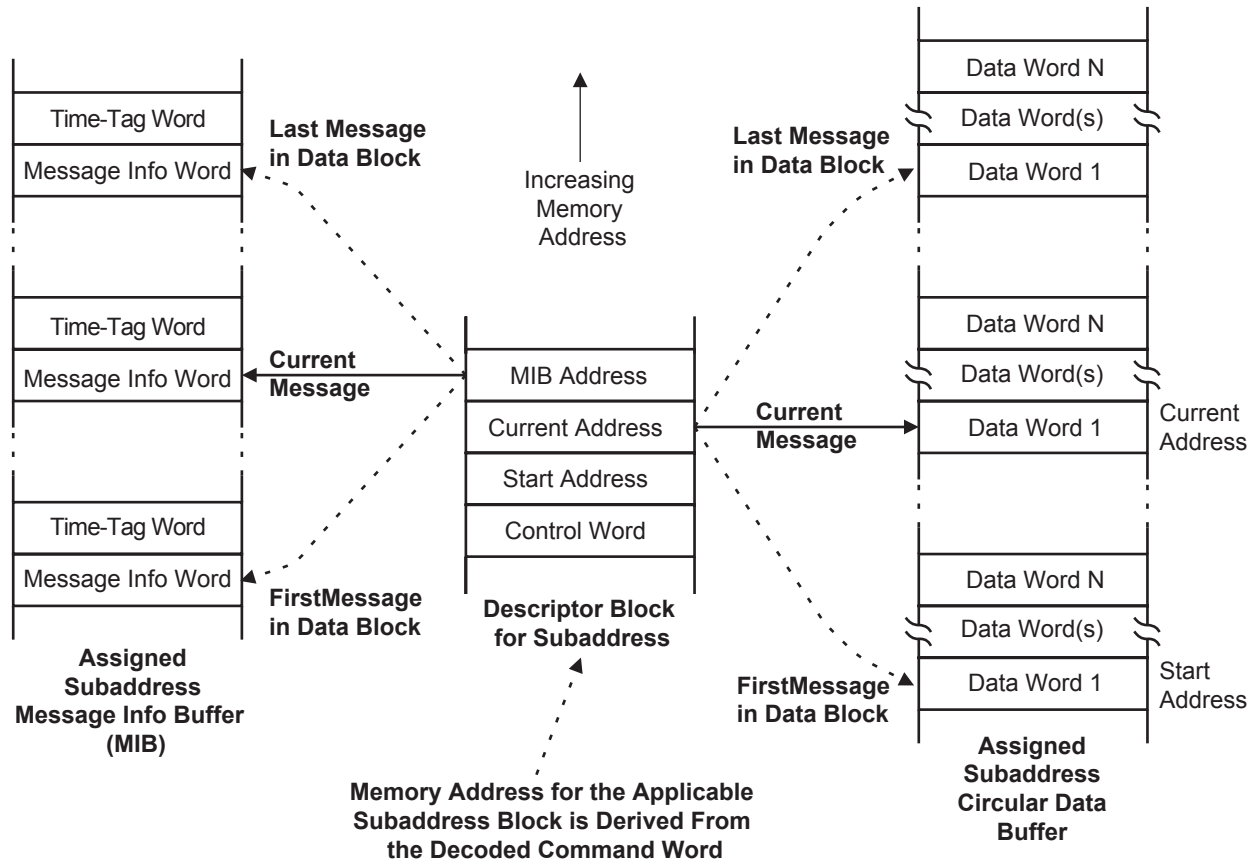 Time-Tag Word
Message Info Word
Time-Tag Word
Message Info Word
Time-Tag Word
Message Info Word
Assigned
Subaddress
Message Info Buffer
(MIB)
Last Message
in Data Block
Current
Message
FirstMessage
in Data Block
Increasing
Memory
Address
MIB Address
Current Address
Start Address
Control Word
Descriptor Block
for Subaddress
Memory Address for the Applicable
Subaddress Block is Derived From
the Decoded Command Word
Last Message
in Data Block
Current
Message
FirstMessage
in Data Block
Data Word N
Data Word(s)
Data Word 1
Data Word N
Data Word(s)
Data Word 1
Current
Address
Data Word N
Data Word(s)
Data Word 1
Start
Address
Assigned
Subaddress
Circular Data
Buffer